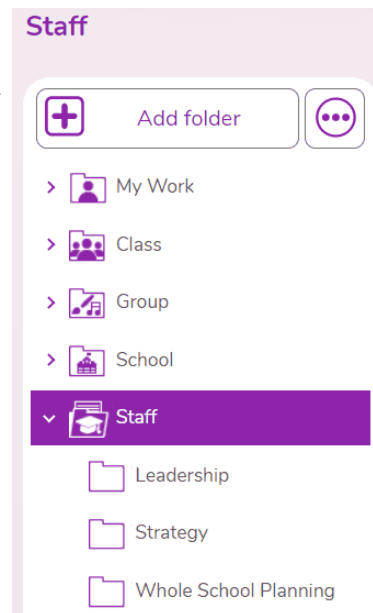 Staff
Add folder
My Work
Class
Group
School
Staff
Leadership
Strategy
Whole School Planning